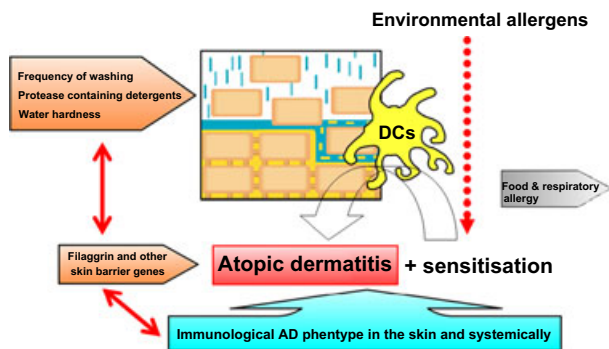 Environmental allergens
Frequency of washing
Protease containing detergents
Water hardness
DCs
Food & respiratory
allergy
Filaggrin and other
skin barrier genes
Atopic dermatitis + sensitisation
Immunological AD phentype in the skin and systemically